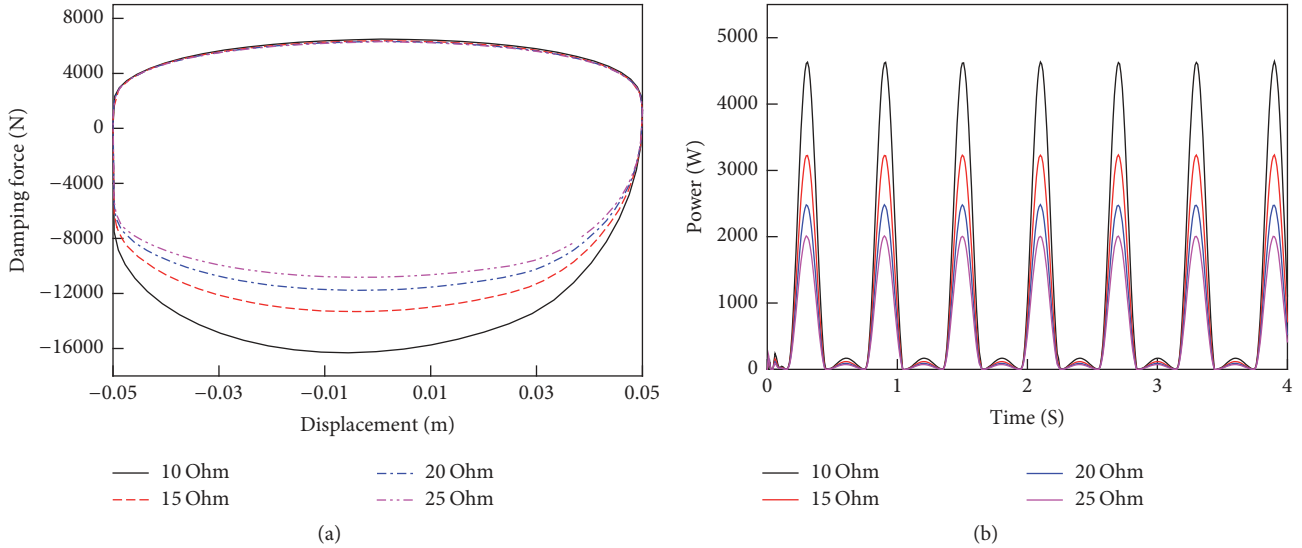 8000
4000
0
−4000
−8000
−12000
−16000
Damping force (N)
−0.05
−0.03
−0.01
0.01
0.03
0.05
Displacement (m)
10 Ohm
15 Ohm
20 Ohm
25 Ohm
(a)
5000
4000
3000
2000
1000
0
Power (W)
0
1
2
3
4
Time (S)
10 Ohm
15 Ohm
20 Ohm
25 Ohm
(b)